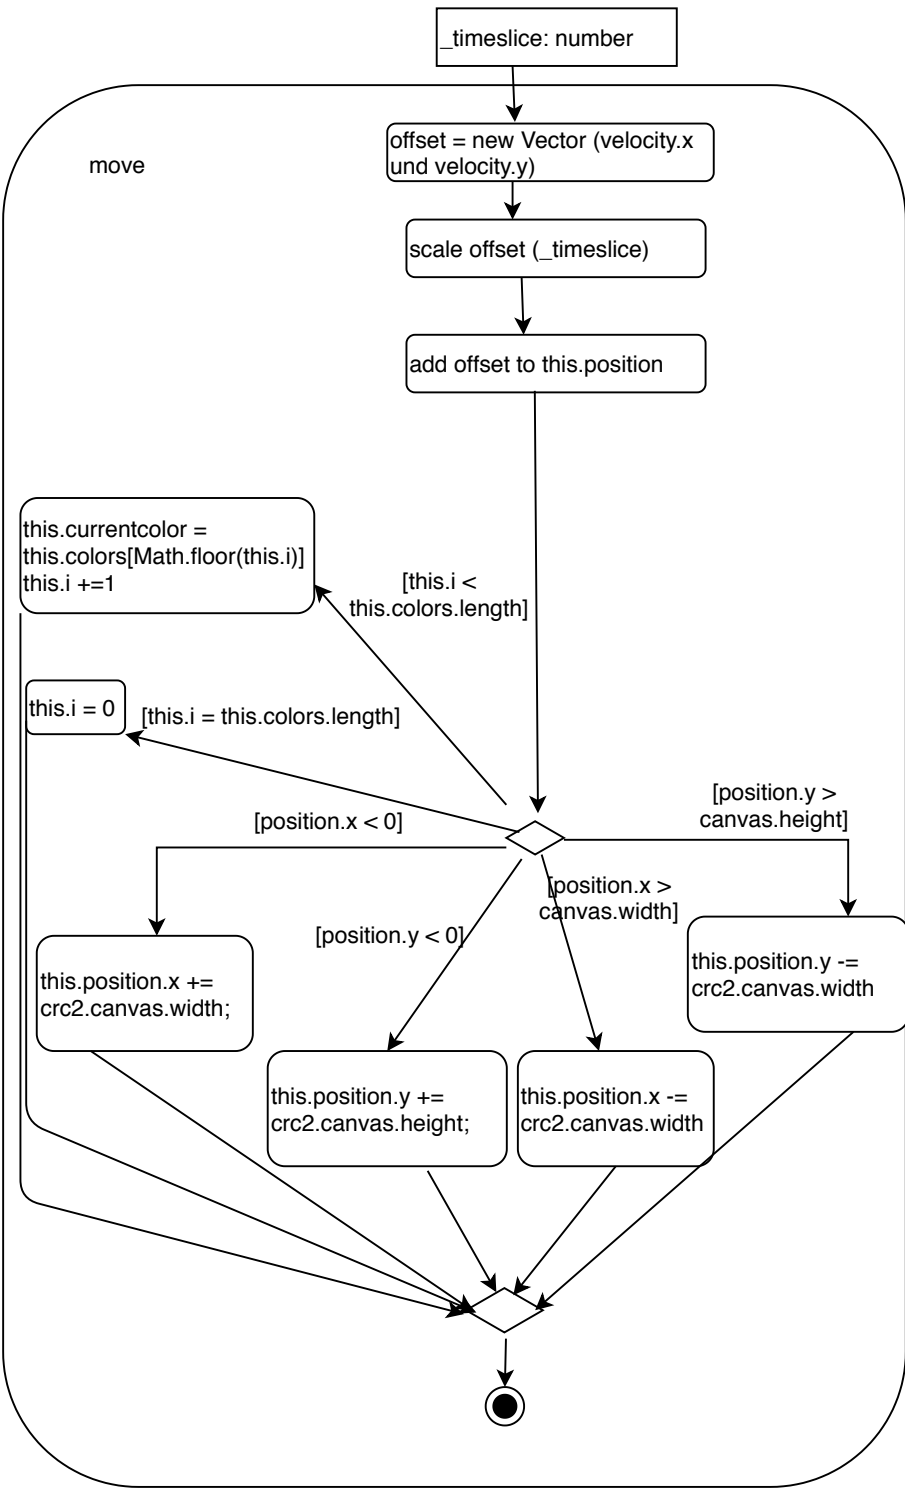 _timeslice: number
move
offset = new Vector (velocity.x
und velocity.y)
scale offset (_timeslice)
add offset to this.position
this.currentcolor =
this.colors[Math.floor(this.i)]
this.i +=1
[this.i <
this.colors.length]
this.i = 0
[this.i = this.colors.length]
[position.x < 0]
[position.y >
canvas.height]
[position.y < 0]
[position.x >
canvas.width]
this.position.x +=
crc2.canvas.width;
this.position.y -=
crc2.canvas.width
this.position.y +=
crc2.canvas.height;
this.position.x -=
crc2.canvas.width